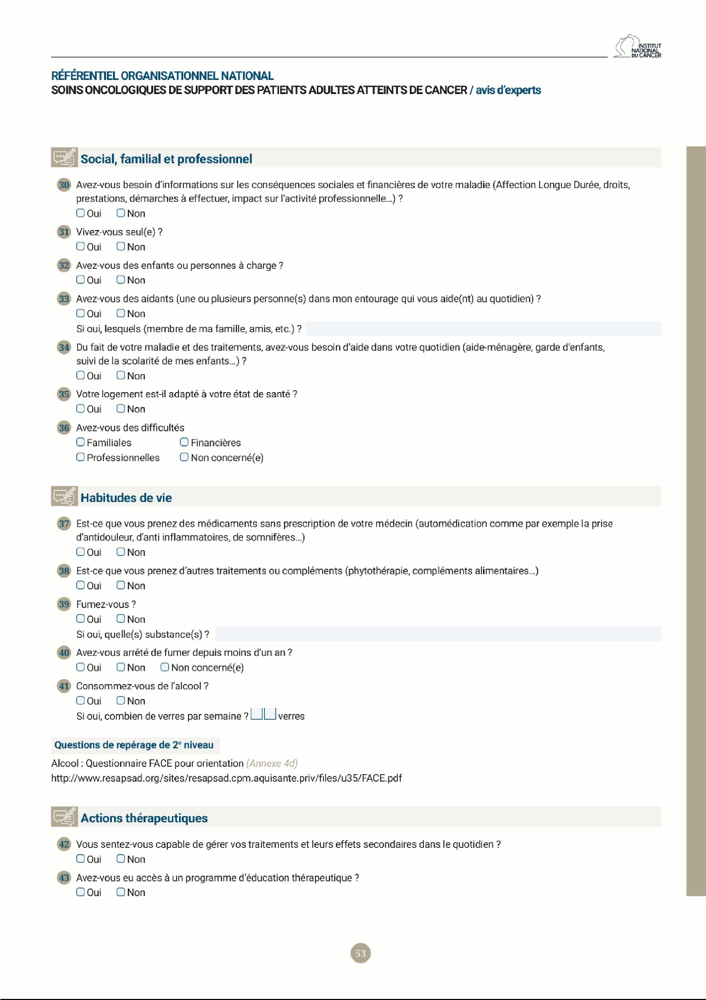 INSTITUT
NATIONAL
DU CANCER
RÉFÉRENTIEL ORGANISATIONNEL NATIONAL
SOINS ONCOLOGIQUES DE SUPPORT DES PATIENTS ADULTES ATTEINTS DE CANCER / avis d’experts
Social, familial et professionnel
30 Avez-vous besoin d’informations sur les conséquences sociales et financières de votre maladie (Affection Longue Durée, droits,
prestations, démarches à effectuer, impact sur l’activité professionnelle…) ?
Oui Non
31 Vivez-vous seul(e) ?
Oui Non
32 Avez-vous des enfants ou personnes à charge ?
Oui Non
33 Avez-vous des aidants (une ou plusieurs personne(s) dans mon entourage qui vous aide(nt) au quotidien) ?
Oui Non
Si oui, lesquels (membre de ma famille, amis, etc.) ?
34 Du fait de votre maladie et des traitements, avez-vous besoin d’aide dans votre quotidien (aide-ménagère, garde d’enfants,
suivi de la scolarité de mes enfants…) ?
Oui Non
35 Votre logement est-il adapté à votre état de santé ?
Oui Non
36 Avez-vous des difficultés
Familiales Financières
Professionnelles Non concerné(e)
Habitudes de vie
37 Est-ce que vous prenez des médicaments sans prescription de votre médecin (automédication comme par exemple la prise
d’antidouleur, d’anti inflammatoires, de somnifères…)
Oui Non
38 Est-ce que vous prenez d’autres traitements ou compléments (phytothérapie, compléments alimentaires…)
Oui Non
39 Fumez-vous ?
Oui Non
Si oui, quelle(s) substance(s) ?
40 Avez-vous arrêté de fumer depuis moins d’un an ?
Oui Non Non concerné(e)
41 Consommez-vous de l’alcool ?
Oui Non
Si oui, combien de verres par semaine ? verres
Questions de repérage de 2e niveau
Alcool : Questionnaire FACE pour orientation (Annexe 4d)
http://www.resapsad.org/sites/resapsad.cpm.aquisante.priv/files/u35/FACE.pdf
Actions thérapeutiques
42 Vous sentez-vous capable de gérer vos traitements et leurs effets secondaires dans le quotidien ?
Oui Non
43 Avez-vous eu accès à un programme d’éducation thérapeutique ?
Oui Non
53